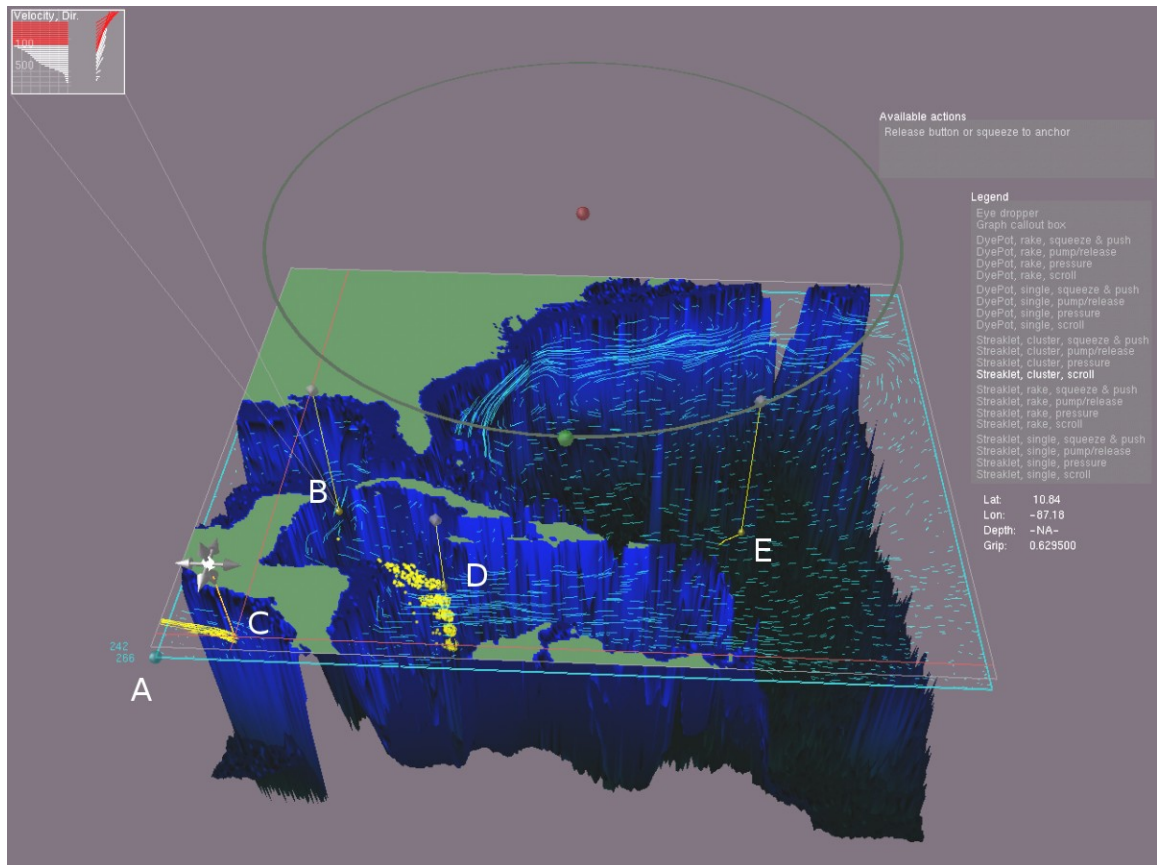 Velocity, Dir.
100
500
Available actions
Release button or squeeze to anchor
Legend
Eye dropper
Graph callout box
DyePot, rake, squeeze & push
DyePot, rake, pump/release
DyePot, rake, pressure
DyePot, rake, scroll
DyePot, single, squeeze & push
DyePot, single, pump/release
DyePot, single, pressure
DyePot, single, scroll
Streaklet, cluster, squeeze & push
Streaklet, cluster, pump/release
Streaklet, cluster, pressure
Streaklet, cluster, scroll
Streaklet, rake, squeeze & push
Streaklet, rake, pump/release
Streaklet, rake, pressure
Streaklet, rake, scroll
Streaklet, single, squeeze & push
Streaklet, single, pump/release
Streaklet, single, pressure
Streaklet, single, scroll
Lat: 10.84
Lon: -87.18
Depth: -NA-
Grip: 0.629500
B
E
D
C
242
266
A